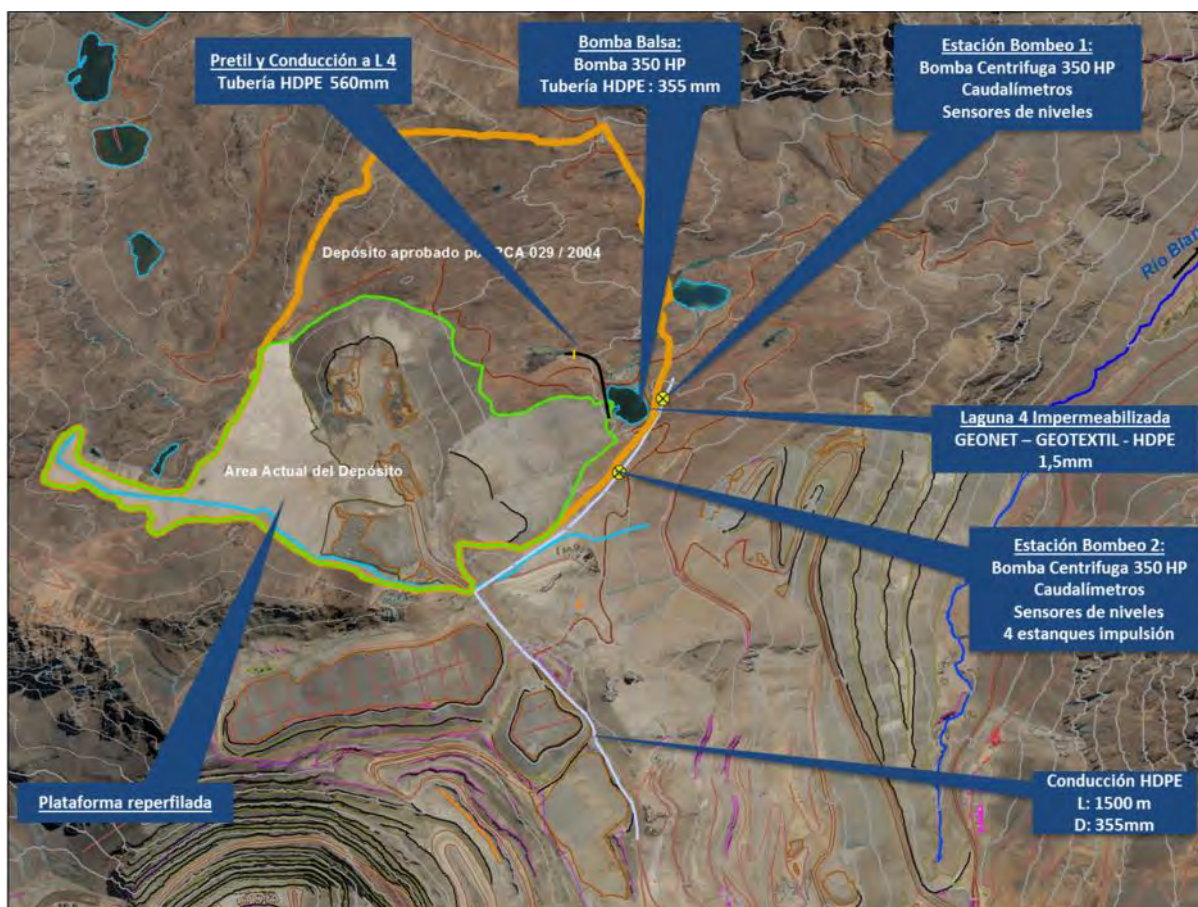 Pretil y Conducción a L 4
Tubería HDPE 560mm
Bomba Balsa:
Bomba 350 HP
Tubería HDPE : 355 mm
Estación Bombeo 1:
Bomba Centrifuga 350 HP
Caudalímetros
Sensores de niveles
Depósito aprobado po RCA 029 / 2004
Río Blan
Area Actual del Depósito
Laguna 4 Impermeabilizada
GEONET – GEOTEXTIL - HDPE
1,5mm
Estación Bombeo 2:
Bomba Centrifuga 350 HP
Caudalímetros
Sensores de niveles
4 estanques impulsión
Plataforma reperfilada
Conducción HDPE
L: 1500 m
D: 355mm